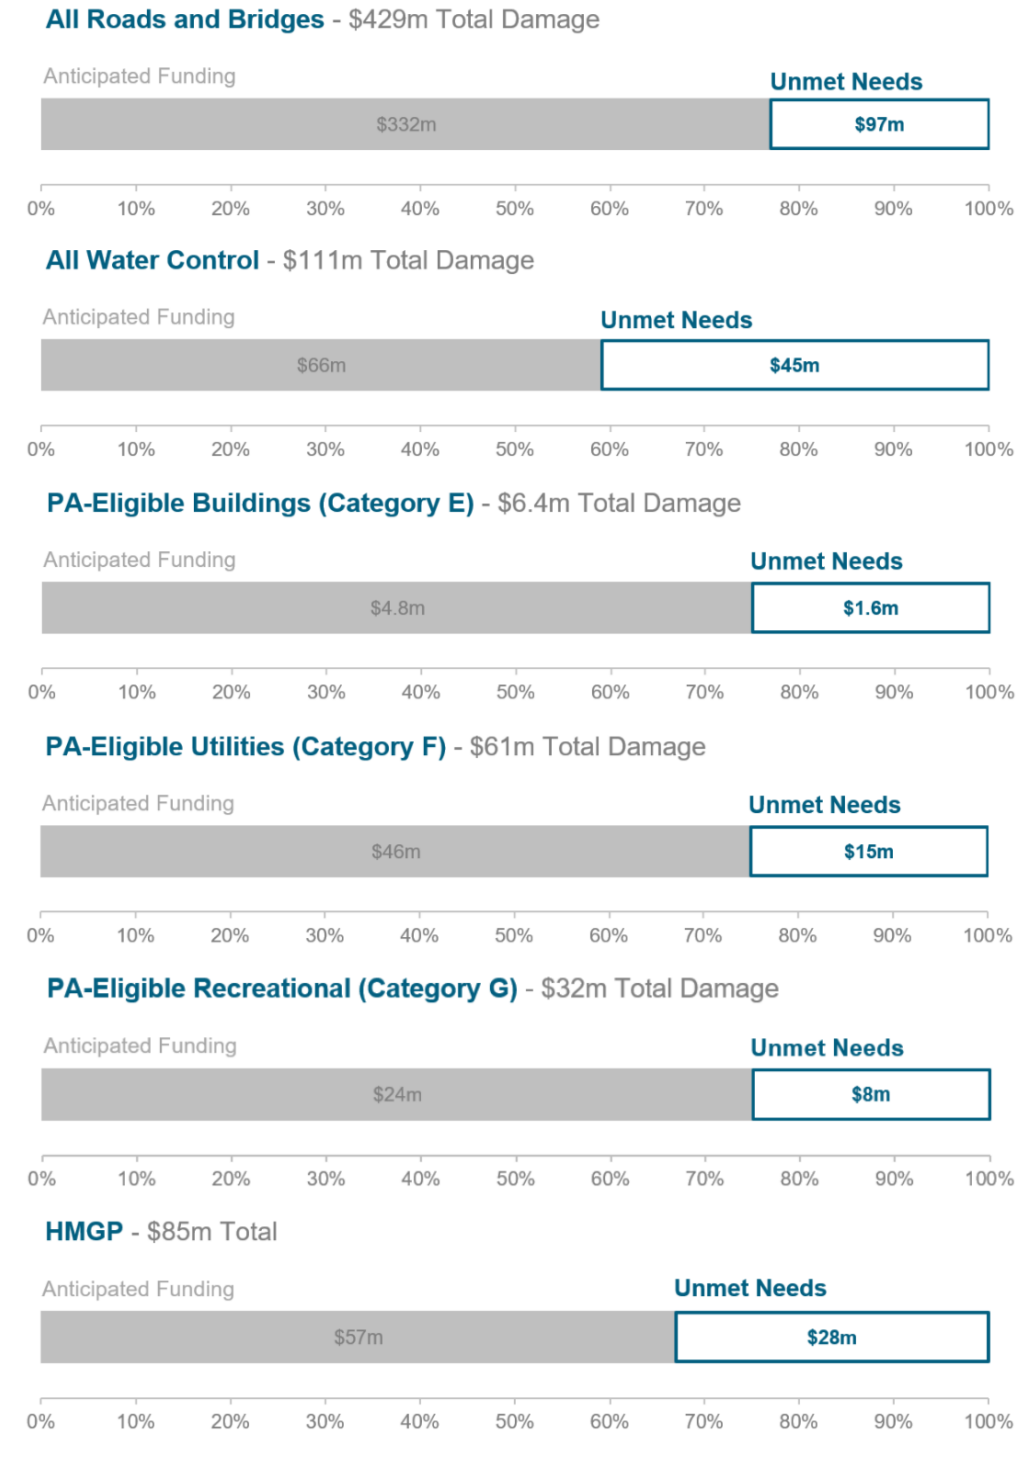 All Roads and Bridges - $429m Total Damage
Anticipated Funding
Unmet Needs
$332m
$97m
0% 10% 20% 30% 40% 50% 60% 70% 80% 90% 100%
All Water Control - $111m Total Damage
Anticipated Funding
Unmet Needs
$66m
$45m
0% 10% 20% 30% 40% 50% 60% 70% 80% 90% 100%
PA-Eligible Buildings (Category E) - $6.4m Total Damage
Anticipated Funding
Unmet Needs
$4.8m
$1.6m
0% 10% 20% 30% 40% 50% 60% 70% 80% 90% 100%
PA-Eligible Utilities (Category F) - $61m Total Damage
Anticipated Funding
Unmet Needs
$46m
$15m
0% 10% 20% 30% 40% 50% 60% 70% 80% 90% 100%
PA-Eligible Recreational (Category G) - $32m Total Damage
Anticipated Funding
Unmet Needs
$24m
$8m
0% 10% 20% 30% 40% 50% 60% 70% 80% 90% 100%
HMGP - $85m Total
Anticipated Funding
Unmet Needs
$57m
$28m
0% 10% 20% 30% 40% 50% 60% 70% 80% 90% 100%